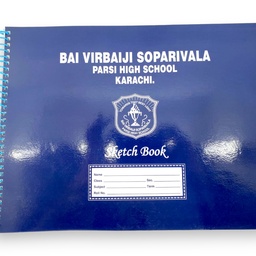 BAI VIRBAIJI SOPARIVALA
PARSI HIGH SCHOOL
KARACHI.
Sketch Book
Name:
Class: Sec:
Subject: Term:
Roll No: